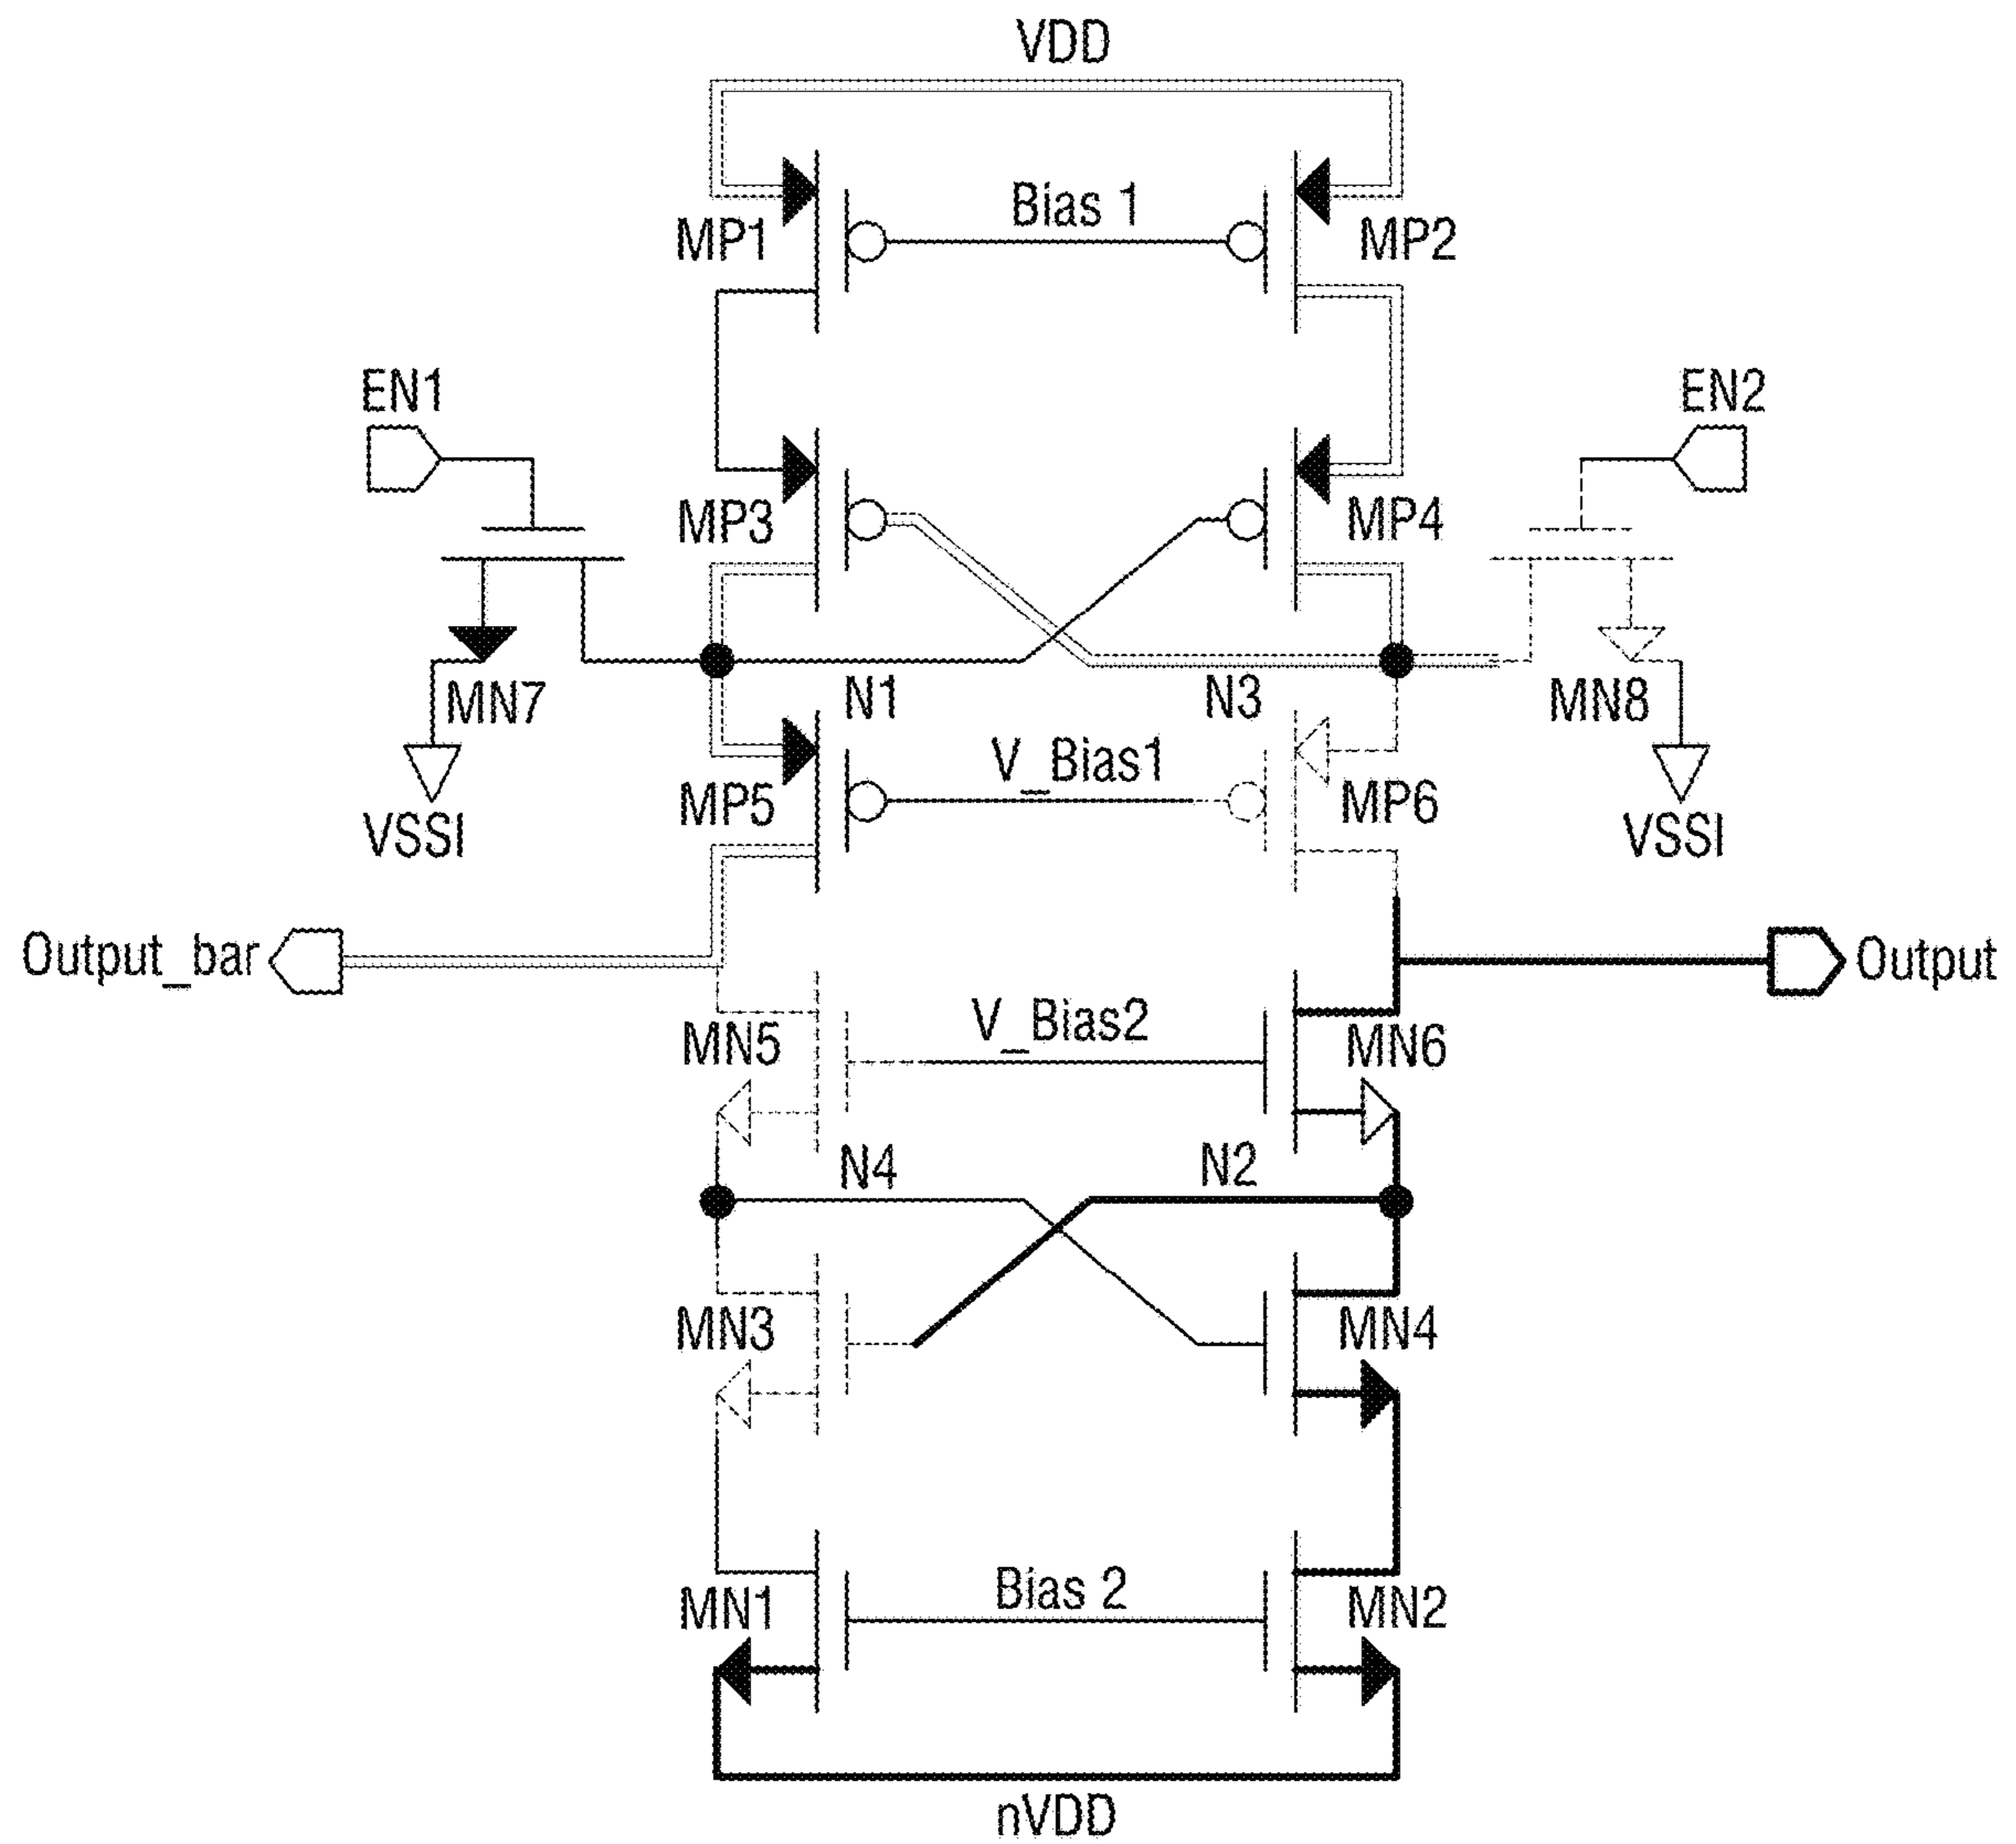 VDD
Bias 1
MP1
MP2
EN1
EN2
MP3
MP4
MN7
N1
N3
MN8
V_Bias1
MP5
MP6
VSSI
VSSI
Output_bar
Output
V_Bias2
MN5
MN6
N4
N2
MN3
MN4
Bias 2
MN1
MN2
nVDD